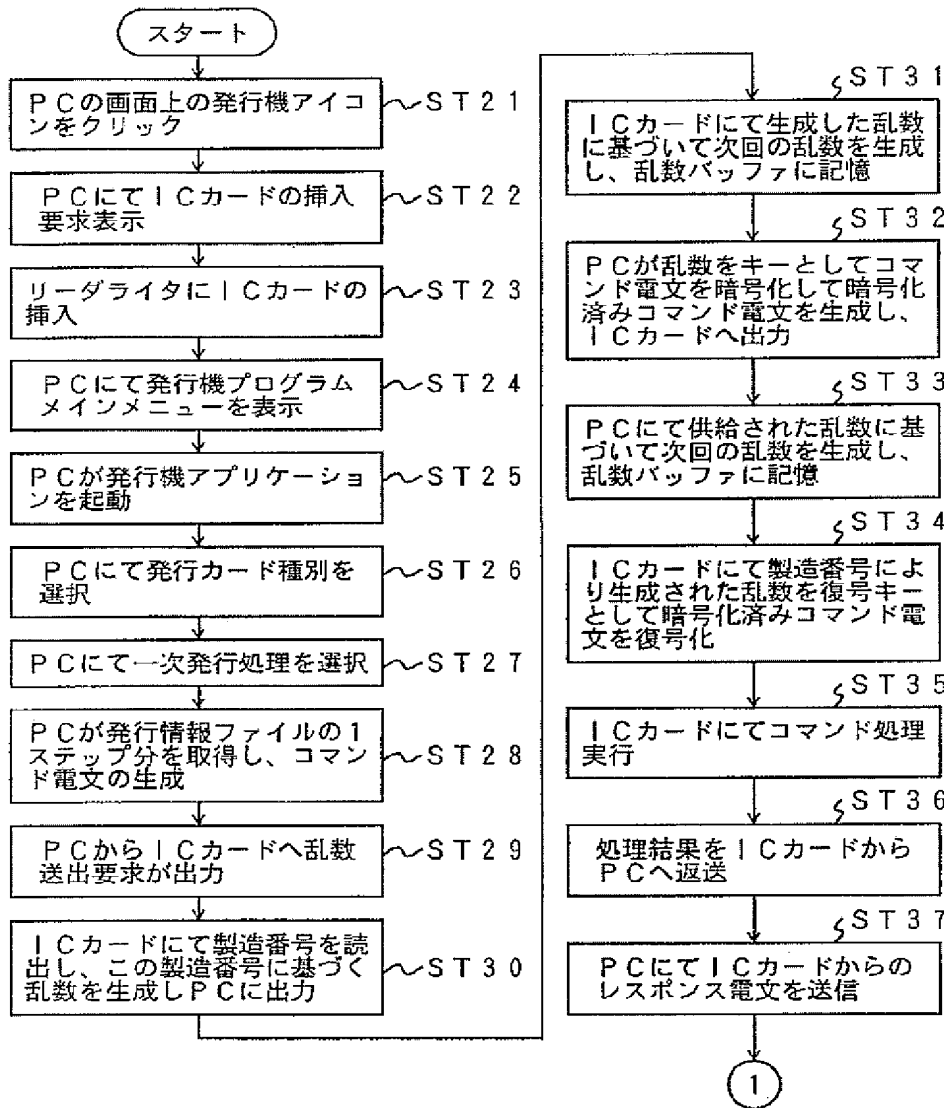 スタート
PCの画面上の発行機アイコ
ンをクリック
ST21
PCにてICカードの挿入
要求表示
ST22
リーダライタにICカードの
挿入
ST23
PCにて発行機プログラム
メインメニューを表示
ST24
PCが発行機アプリケーショ
ンを起動
ST25
PCにて発行カード種別を
選択
ST26
PCにて一次発行処理を選択
ST27
PCが発行情報ファイルの1
ステップ分を取得し、コマン
ド電文の生成
ST28
PCからICカードへ乱数
送出要求が出力
ST29
ICカードにて製造番号を読
出し、この製造番号に基づく
乱数を生成しPCに出力
ST30
ST31
ICカードにて生成した乱数
に基づいて次回の乱数を生成
し、乱数バッファに記憶
ST32
PCが乱数をキーとしてコマ
ンド電文を暗号化して暗号化
済みコマンド電文を生成し、
ICカードへ出力
ST33
PCにて供給された乱数に基
づいて次回の乱数を生成し、
乱数バッファに記憶
ST34
ICカードにて製造番号によ
り生成された乱数を復号キー
として暗号化済みコマンド電
文を復号化
ST35
ICカードにてコマンド処理
実行
ST36
処理結果をICカードから
PCへ返送
ST37
PCにてICカードからの
レスポンス電文を送信
1